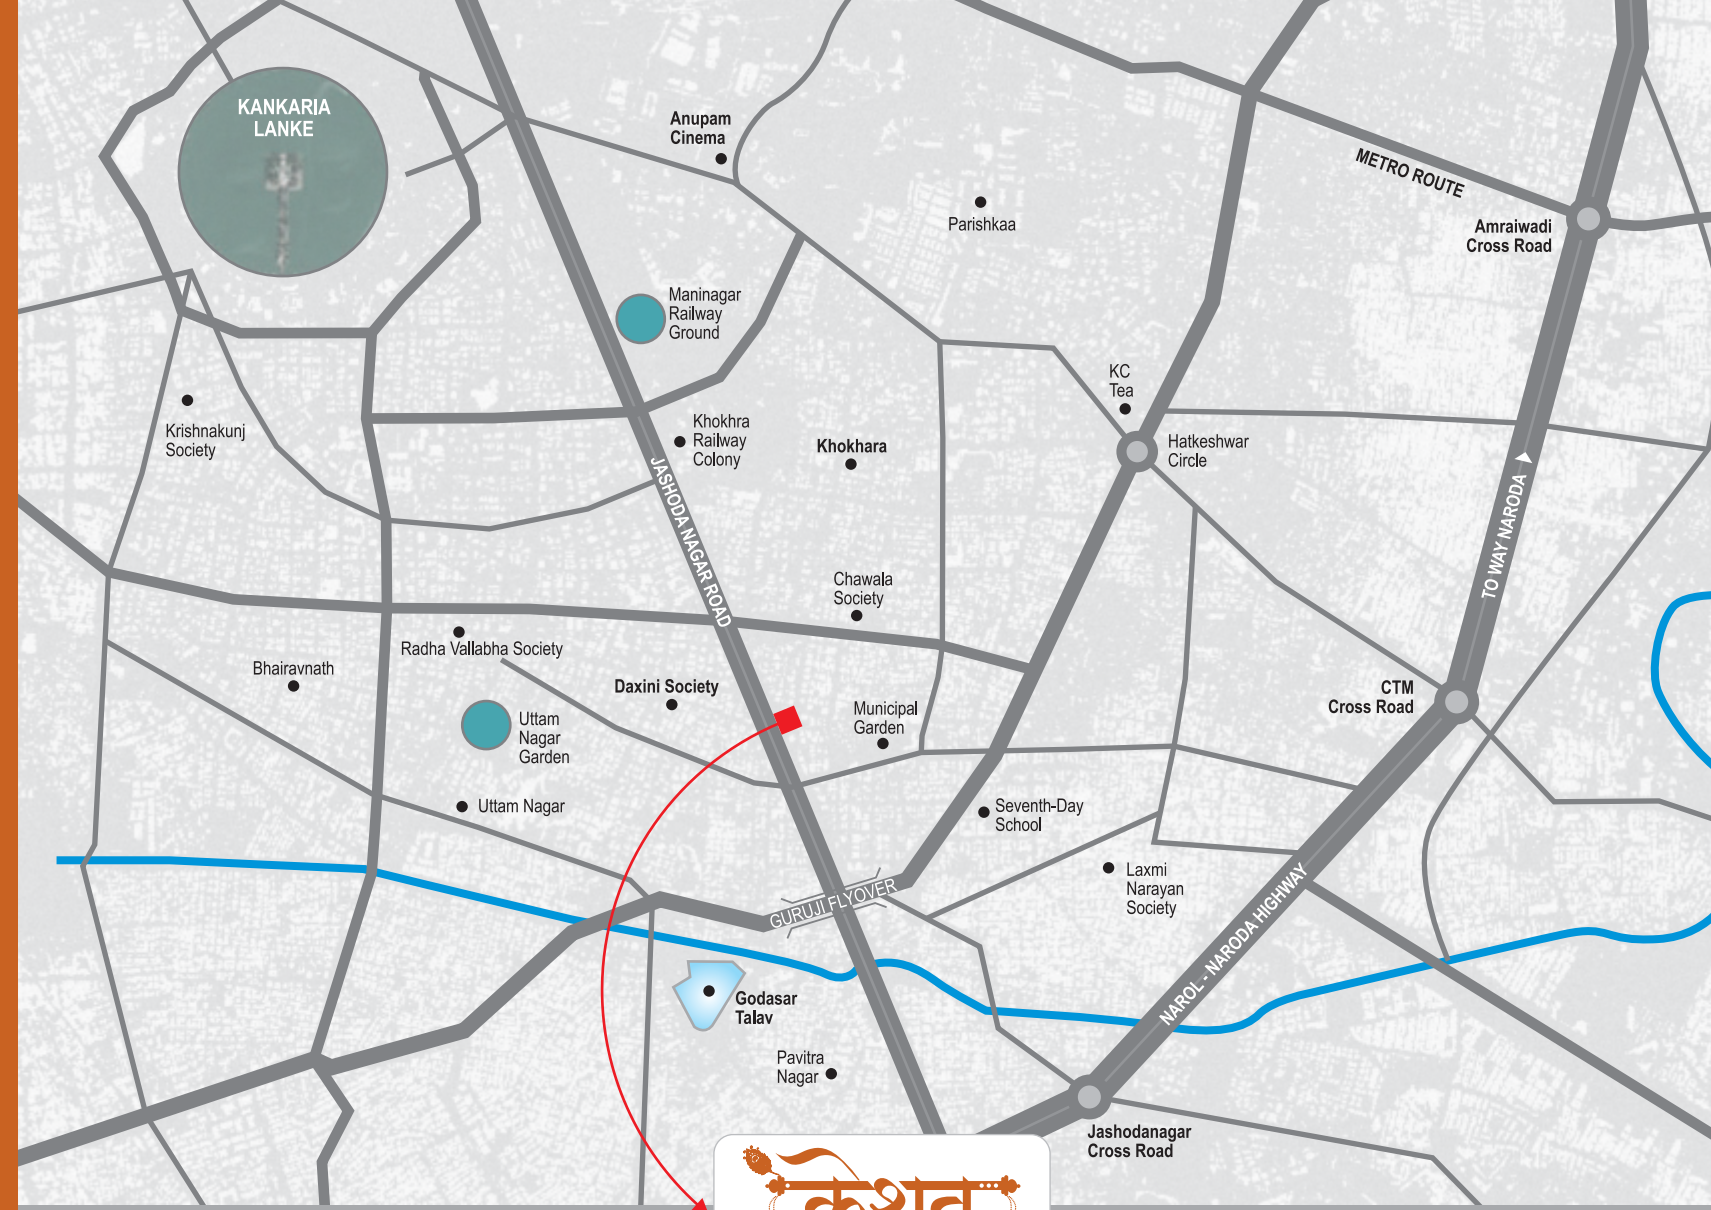 KANKARIA
LANKE
Anupam
Cinema
Parishkaa
METRO ROUTE
Amraiwadi
Cross Road
Maninagar
Railway
Ground
KC
Tea
Krishnakunj
Society
Khokhra
Railway
Colony
Khokhara
Hatkeshwar
Circle
JASHODA NAGAR ROAD
TO WAY NARODA
Chawala
Society
Radha Vallabha Society
Bhairavnath
Daxini Society
CTM
Cross Road
Uttam
Nagar
Garden
Municipal
Garden
Uttam Nagar
Seventh-Day
School
Laxmi
Narayan
Society
GURUJI FLYOVER
NAROL - NARODA HIGHWAY
Godasar
Talav
Pavitra
Nagar
Jashodanagar
Cross Road